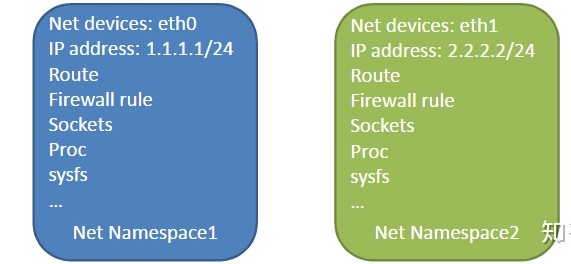 Net devices: eth0
IP address: 1.1.1.1/24
Route
Firewall rule
Sockets
Proc
sysfs
...
Net Namespace1
Net devices: eth1
IP address: 2.2.2.2/24
Route
Firewall rule
Sockets
Proc
sysfs
...
Net Namespace2
知